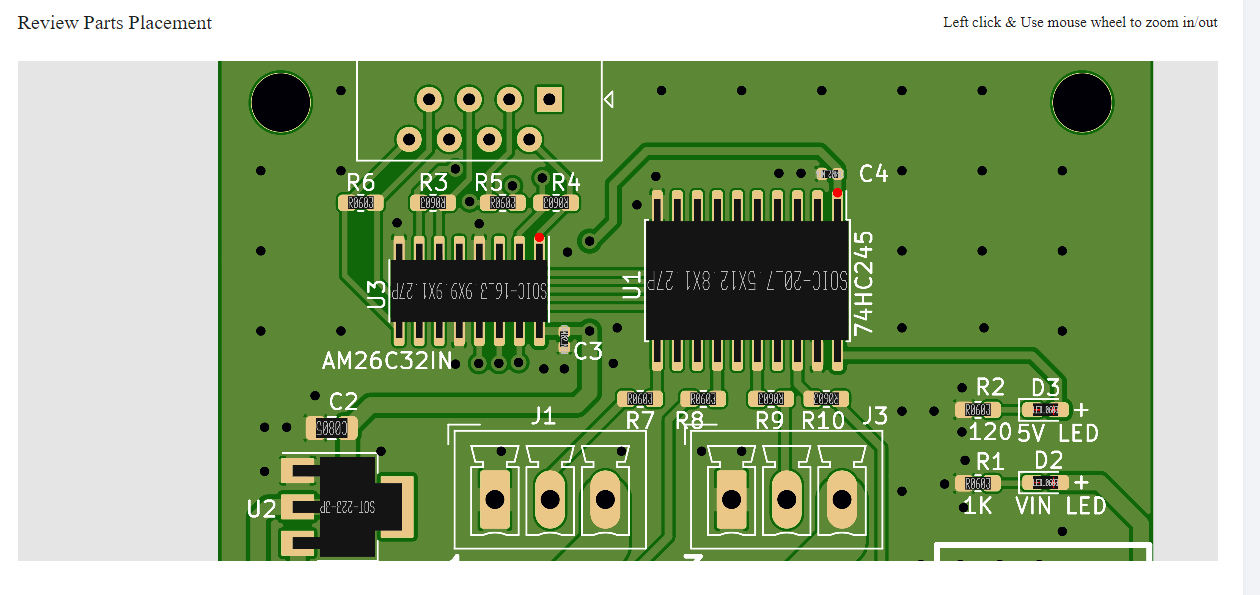 Review Parts Placement
Left click & Use mouse wheel to zoom in/out
C4
R6 R3 R5 R4
R0603 R0603 R0603 R0603
U3
SOIC-16_3.9X9.9X1.27P
U1
SOIC-20_7.5X12.8X1.27P
74HC245
AM26C32IN
C3
R0603 R0603 R0603 R0603
R7 R8 R9 R10
C2
C0805
J1
J3
R2 D3
R0603 LED_0603 +
120 5V LED
R1 D2
R0603 LED_0603 +
1K VIN LED
U2
SOT-223-3P